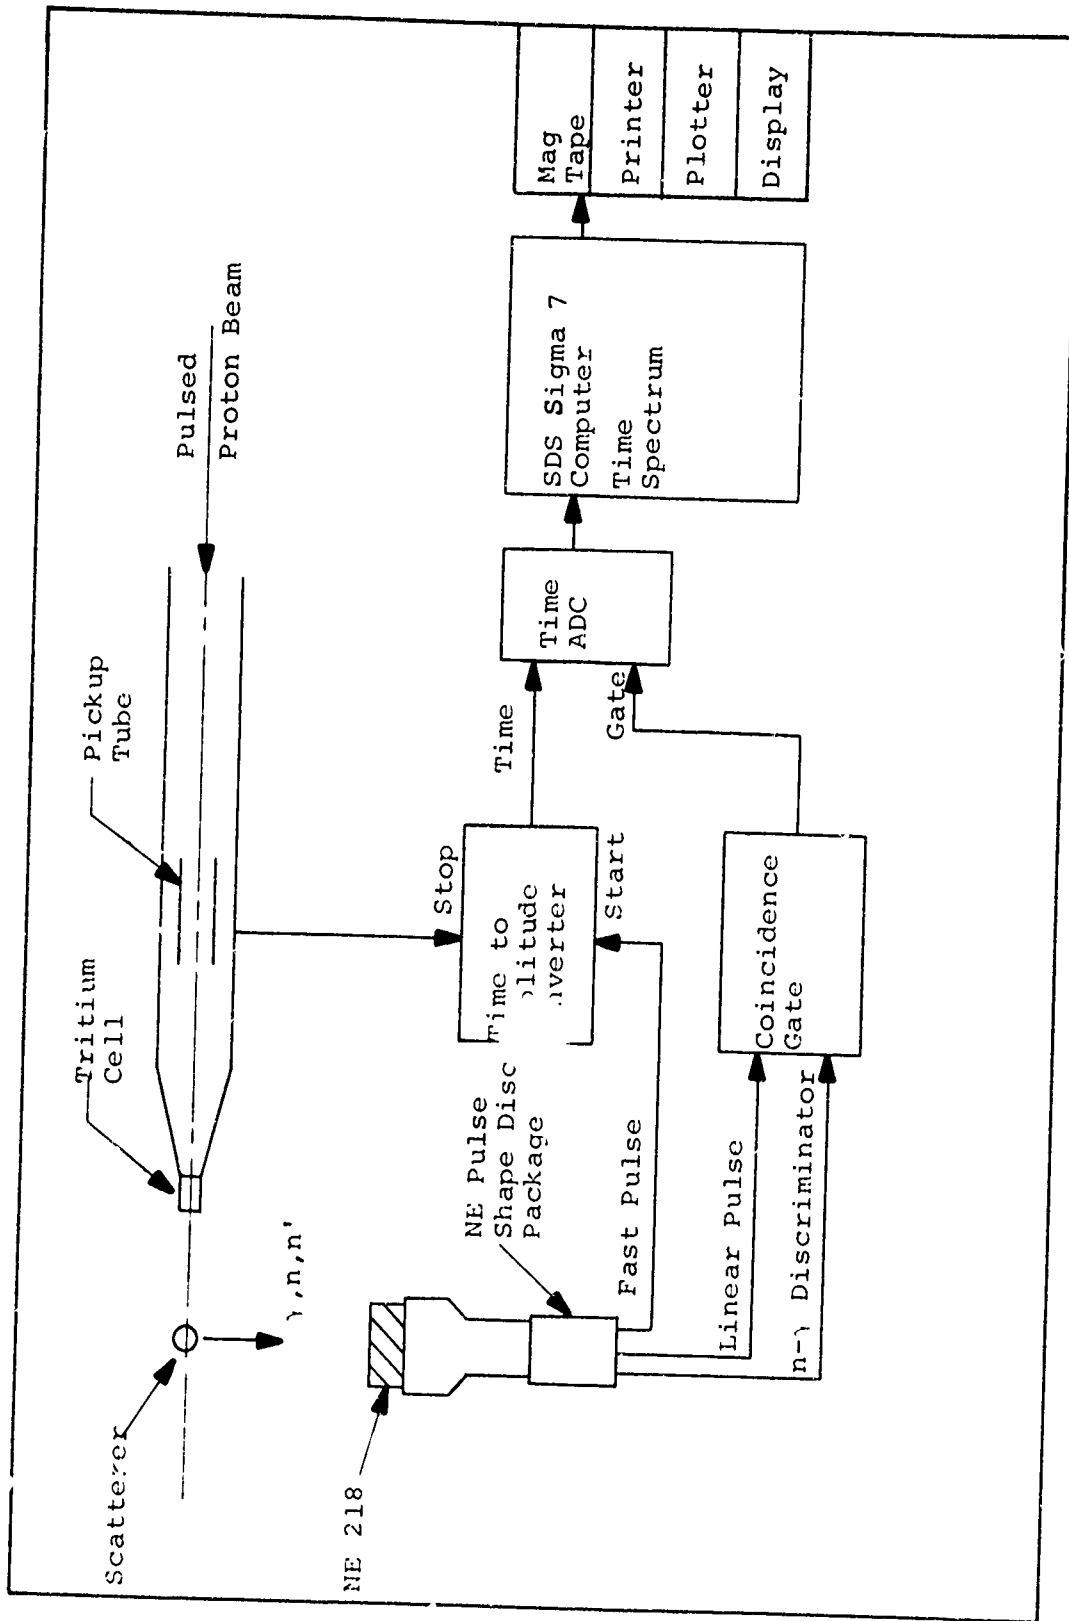 Scatterer
Tritium
Cell
Pickup
Tube
Pulsed
Proton Beam
γ,n,n'
NE 218
NE Pulse
Shape Disc
Package
Stop
Time to
Start
Time
Gate
Time
ADC
SDS Sigma 7
Computer
Time
Spectrum
Mag
Tape
Printer
Plotter
Display
Fast Pulse
Linear Pulse
n-γ Discriminator
Coincidence
Gate